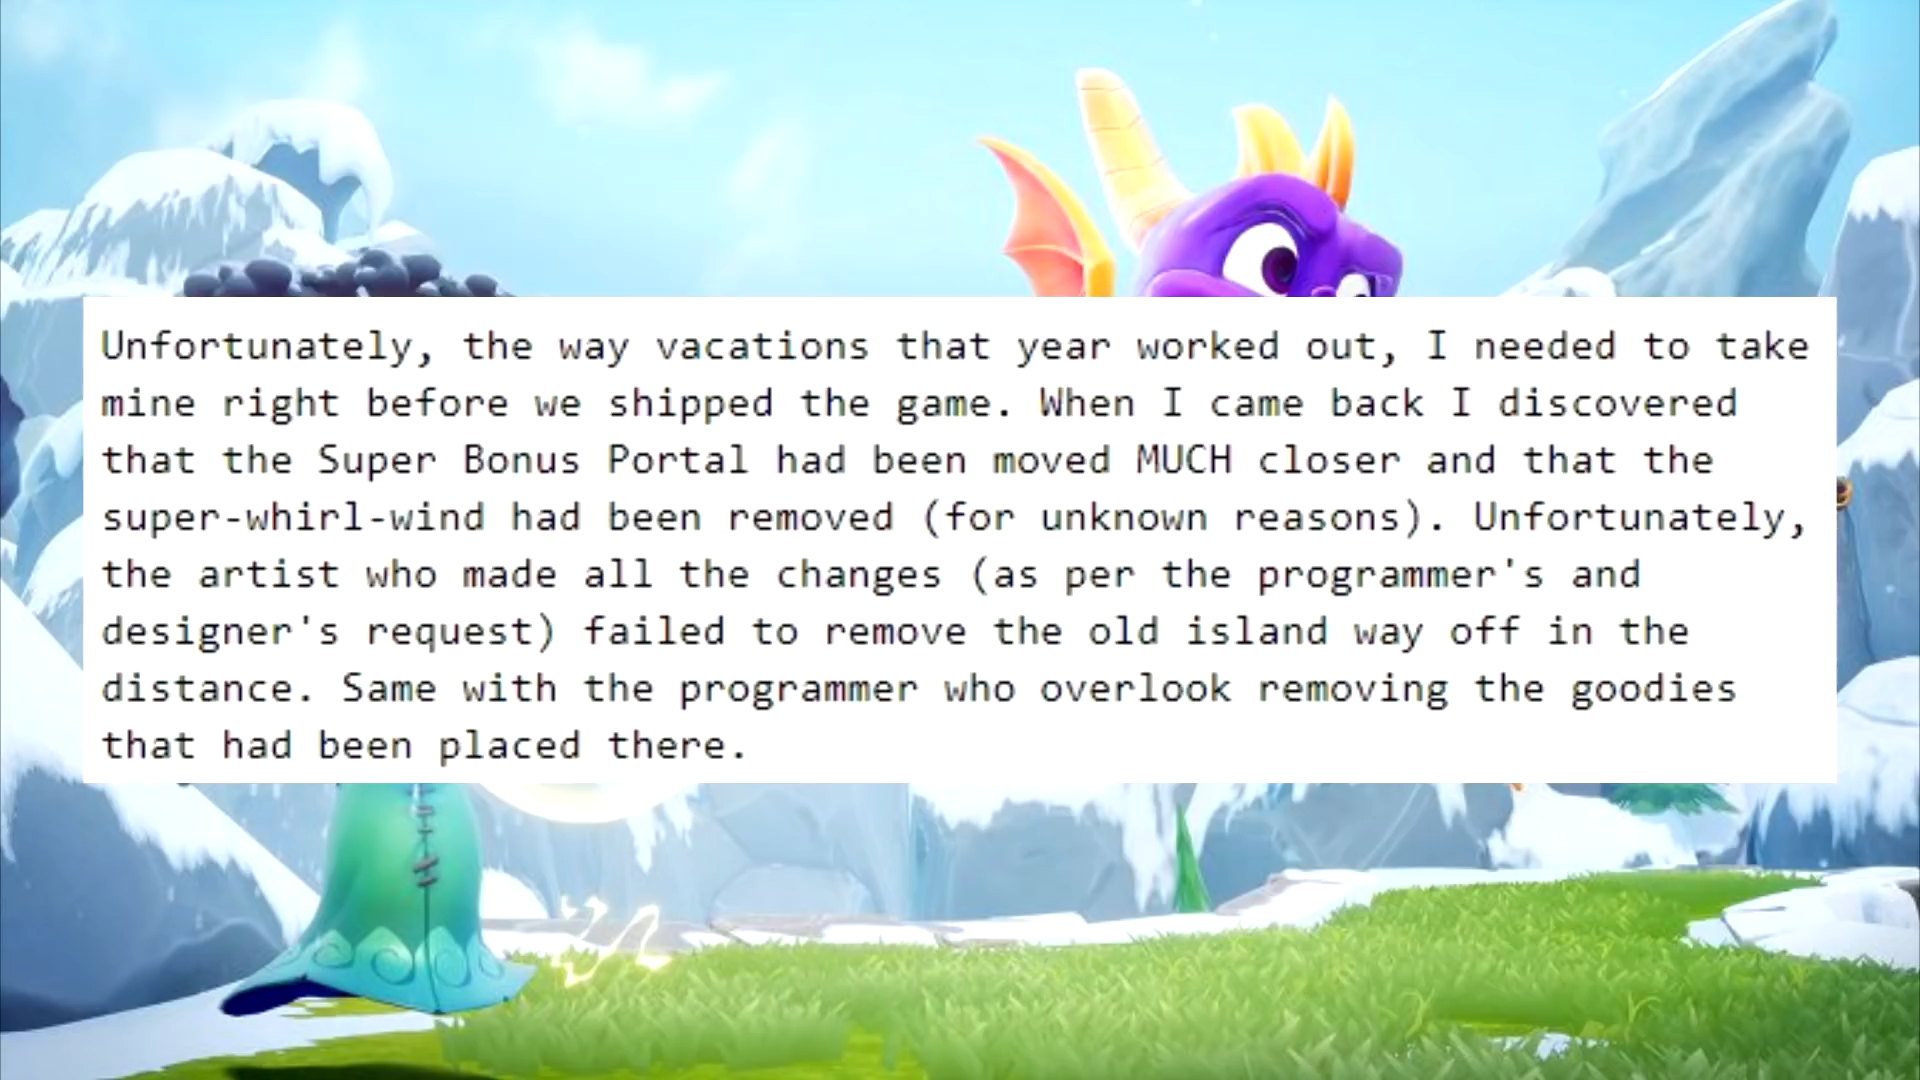 Unfortunately, the way vacations that year worked out, I needed to take
mine right before we shipped the game. When I came back I discovered
that the Super Bonus Portal had been moved MUCH closer and that the
super-whirl-wind had been removed (for unknown reasons). Unfortunately,
the artist who made all the changes (as per the programmer's and
designer's request) failed to remove the old island way off in the
distance. Same with the programmer who overlook removing the goodies
that had been placed there.